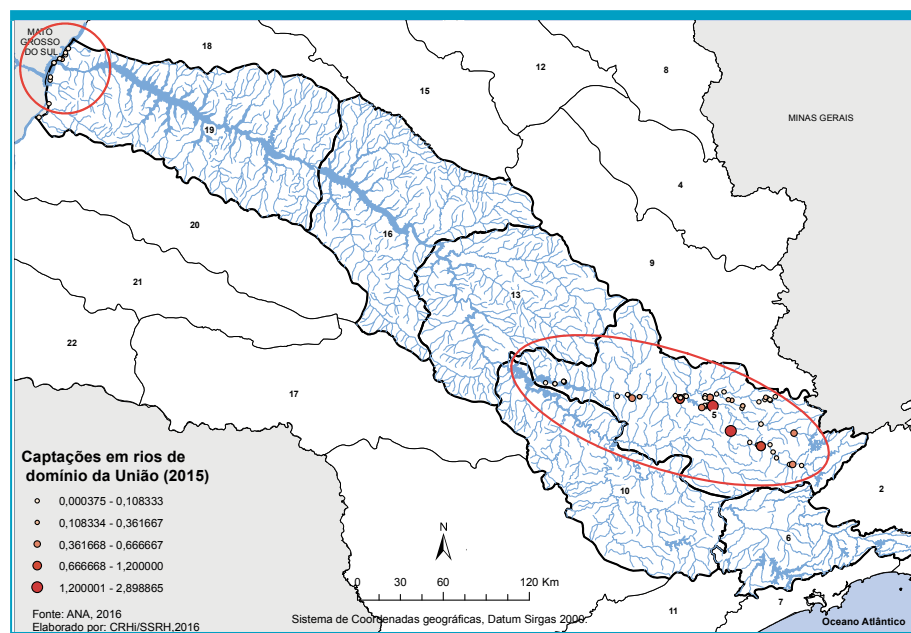 MATO
GROSSO
DO SUL
18
12
8
15
MINAS GERAIS
19
4
20
16
9
21
13
22
17
5
Captações em rios de
domínio da União (2015)
0,000375 - 0,108333
0,108334 - 0,361667
0,361668 - 0,666667
0,666668 - 1,200000
1,200001 - 2,898865
10
2
N
6
0 30 60 120 Km
7
11
Fonte: ANA, 2016
Elaborado por: CRHi/SSRH,2016
Sistema de Coordenadas geográficas, Datum Sirgas 2000.
Oceano Atlântico